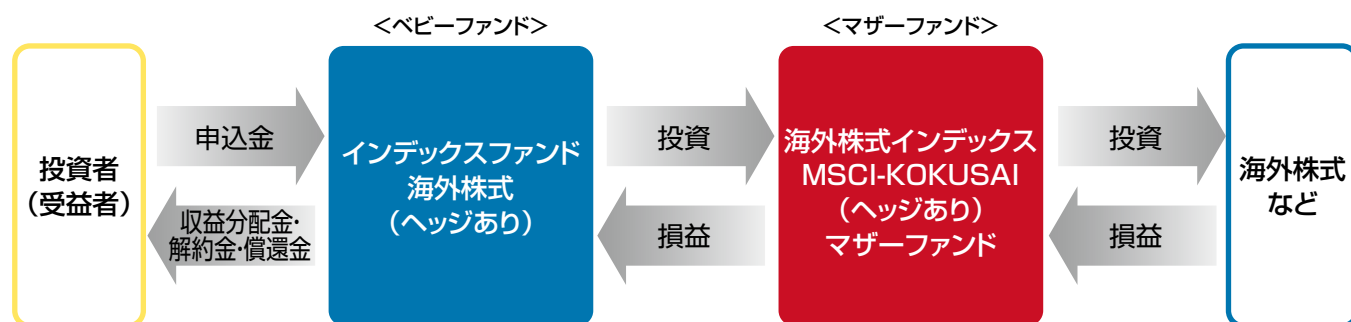 <ベビーファンド>
<マザーファンド>
投資者
(受益者)
申込金
収益分配金・
解約金・償還金
インデックスファンド
海外株式
(ヘッジあり)
投資
損益
海外株式インデックス
MSCI-KOKUSAI
(ヘッジあり)
マザーファンド
投資
損益
海外株式
など